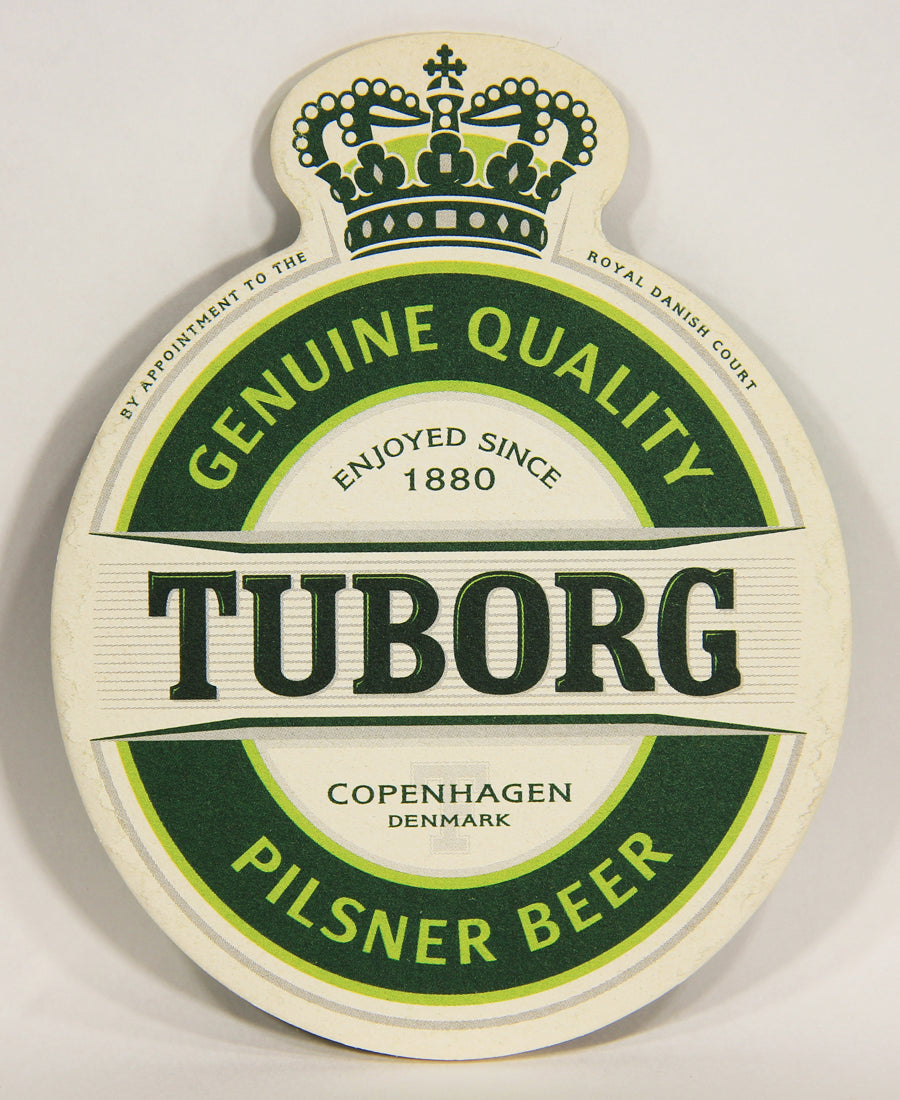 BY APPOINTMENT TO THE ROYAL DANISH COURT
GENUINE QUALITY
ENJOYED SINCE
1880
TUBORG
COPENHAGEN
DENMARK
PILSNER BEER